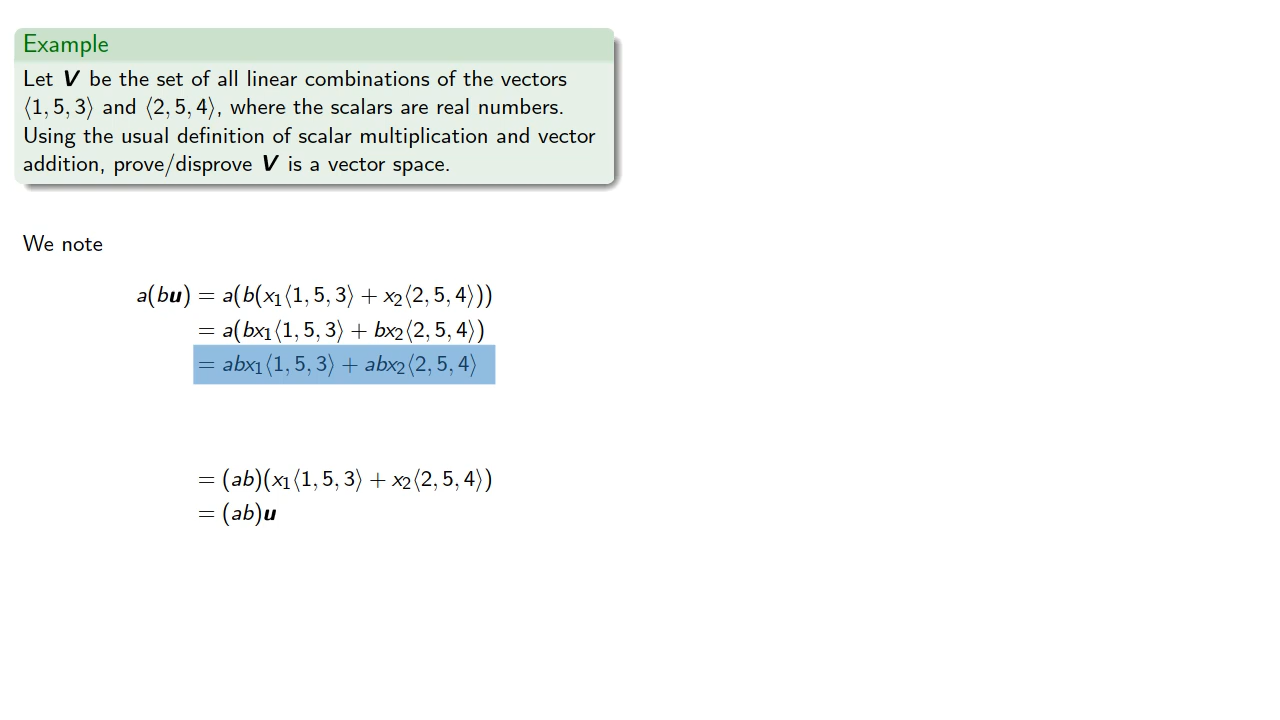 Example
Let V be the set of all linear combinations of the vectors
⟨1, 5, 3⟩ and ⟨2, 5, 4⟩, where the scalars are real numbers.
Using the usual definition of scalar multiplication and vector
addition, prove/disprove V is a vector space.
We note
a(bu) = a(b(x₁⟨1, 5, 3⟩ + x₂⟨2, 5, 4⟩))
= a(bx₁⟨1, 5, 3⟩ + bx₂⟨2, 5, 4⟩)
= abx₁⟨1, 5, 3⟩ + abx₂⟨2, 5, 4⟩
= (ab)(x₁⟨1, 5, 3⟩ + x₂⟨2, 5, 4⟩)
= (ab)u